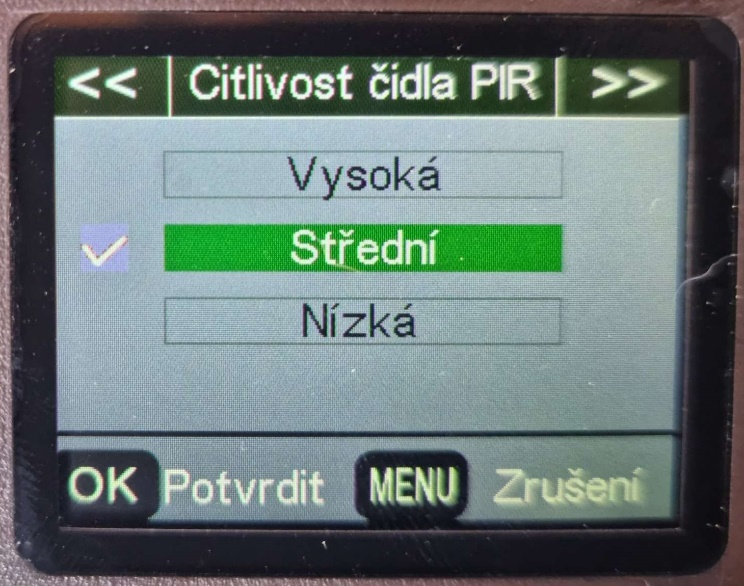 << Citlivost čidla PIR >>
Vysoká
Střední
Nízká
OK Potvrdit MENU Zrušení